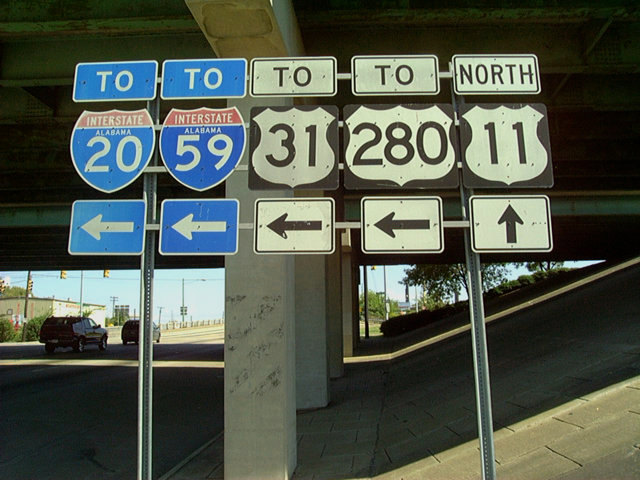 TO TO TO TO NORTH
INTERSTATE INTERSTATE
ALABAMA ALABAMA
20 59 31 280 11